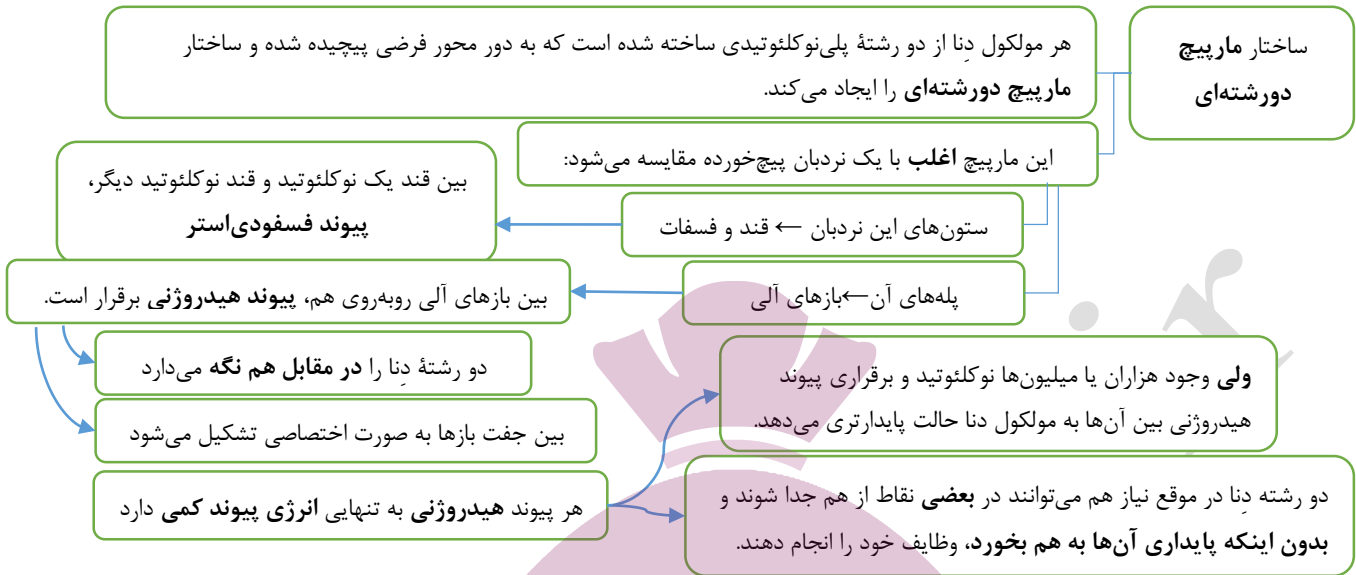 ساختار مارپیچ
دورشته‌ای
هر مولکول دِنا از دو رشتهٔ پلی‌نوکلئوتیدی ساخته شده است که به دور محور فرضی پیچیده شده و ساختار
مارپیچ دورشته‌ای را ایجاد می‌کند.
این مارپیچ اغلب با یک نردبان پیچ‌خورده مقایسه می‌شود:
ستون‌های این نردبان ← قند و فسفات
بین قند یک نوکلئوتید و قند نوکلئوتید دیگر،
پیوند فسفودی‌استر
پله‌های آن←بازهای آلی
بین بازهای آلی روبه‌روی هم، پیوند هیدروژنی برقرار است.
دو رشتهٔ دِنا را در مقابل هم نگه می‌دارد
بین جفت بازها به صورت اختصاصی تشکیل می‌شود
هر پیوند هیدروژنی به تنهایی انرژی پیوند کمی دارد
ولی وجود هزاران یا میلیون‌ها نوکلئوتید و برقراری پیوند
هیدروژنی بین آن‌ها به مولکول دنا حالت پایدارتری می‌دهد.
دو رشته دِنا در موقع نیاز هم می‌توانند در بعضی نقاط از هم جدا شوند و
بدون اینکه پایداری آن‌ها به هم بخورد، وظایف خود را انجام دهند.